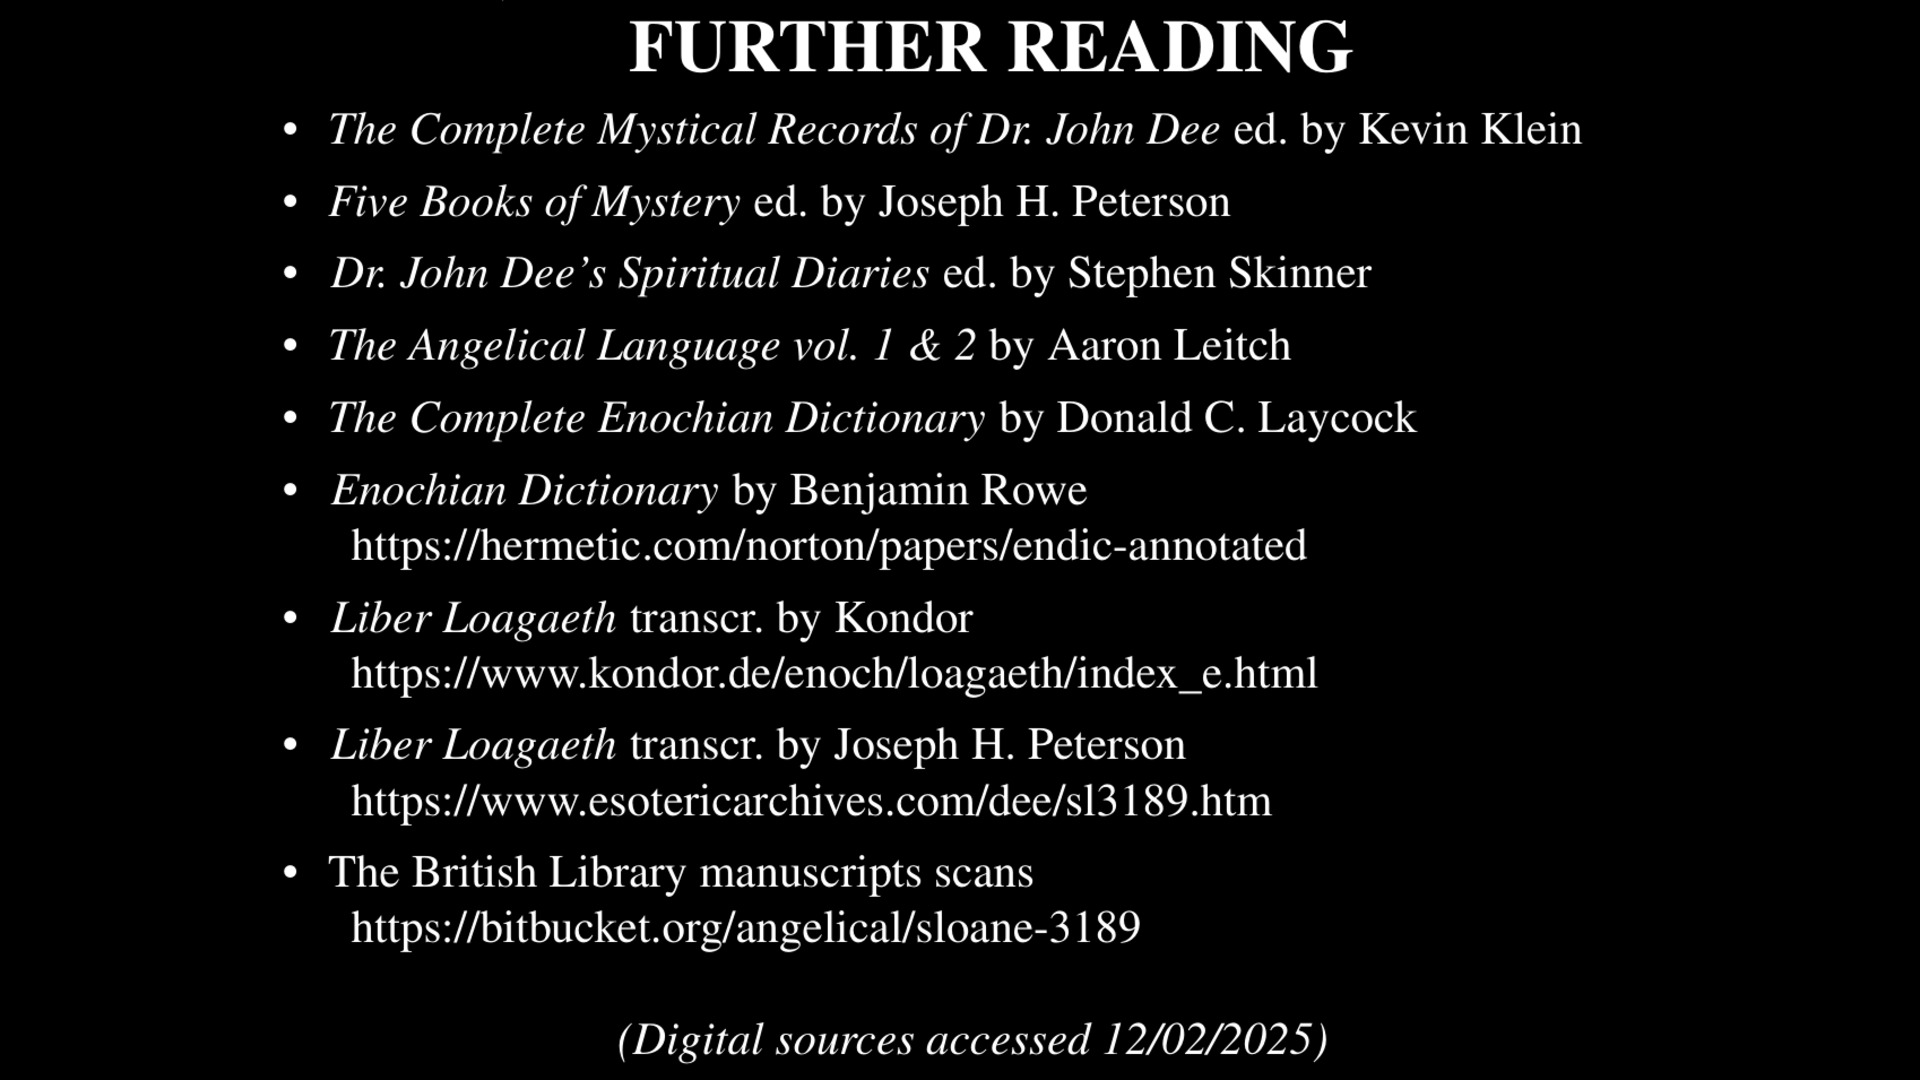 FURTHER READING
• The Complete Mystical Records of Dr. John Dee ed. by Kevin Klein
• Five Books of Mystery ed. by Joseph H. Peterson
• Dr. John Dee’s Spiritual Diaries ed. by Stephen Skinner
• The Angelical Language vol. 1 & 2 by Aaron Leitch
• The Complete Enochian Dictionary by Donald C. Laycock
• Enochian Dictionary by Benjamin Rowe
https://hermetic.com/norton/papers/endic-annotated
• Liber Loagaeth transcr. by Kondor
https://www.kondor.de/enoch/loagaeth/index_e.html
• Liber Loagaeth transcr. by Joseph H. Peterson
https://www.esotericarchives.com/dee/sl3189.htm
• The British Library manuscripts scans
https://bitbucket.org/angelical/sloane-3189
(Digital sources accessed 12/02/2025)